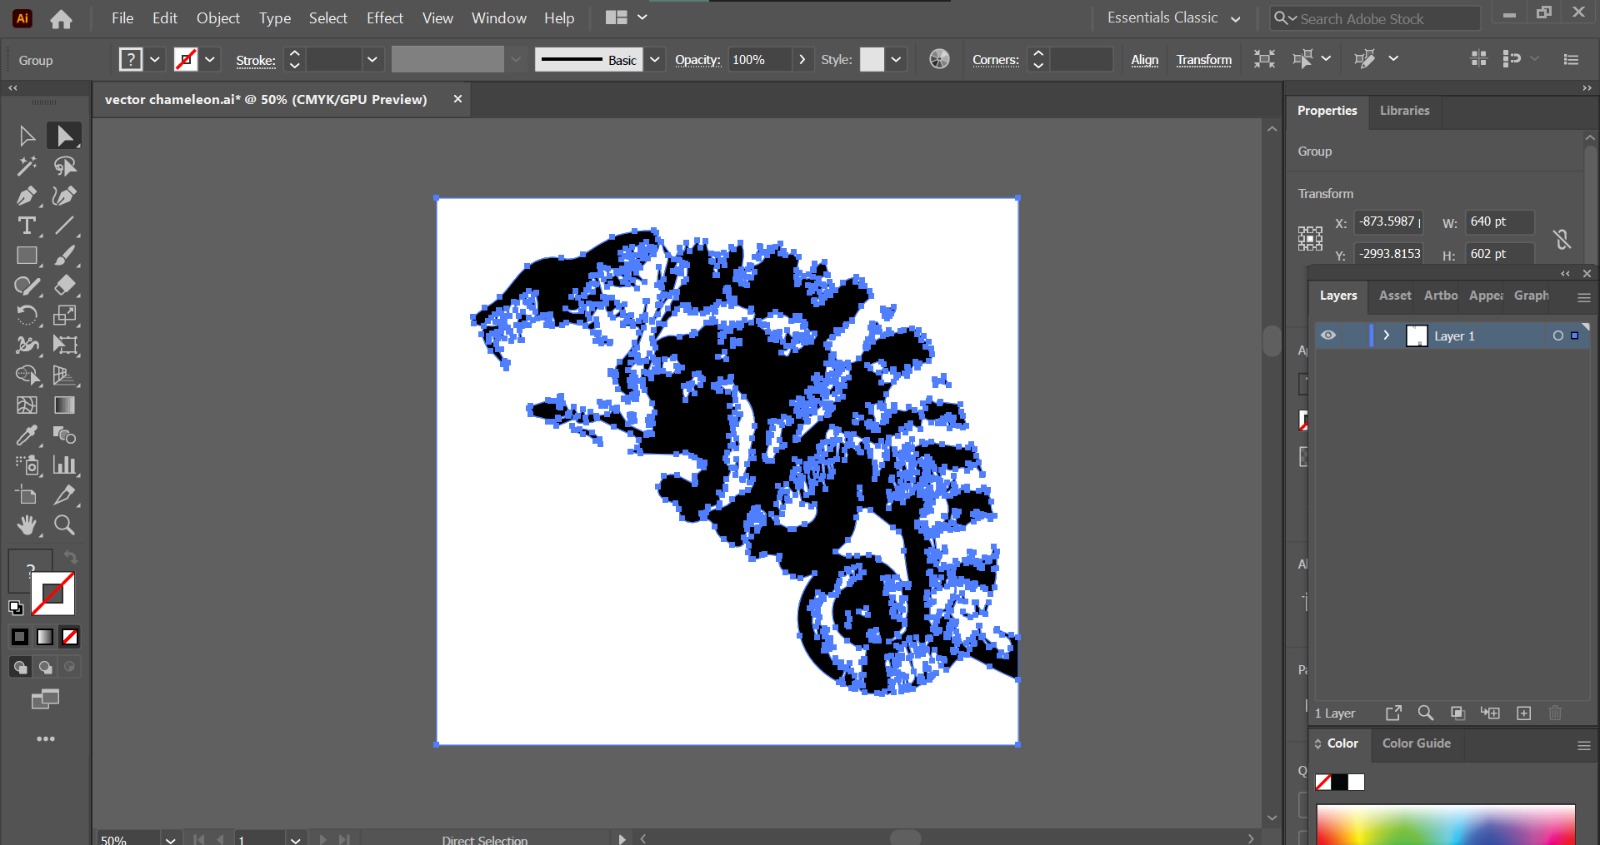 Ai File Edit Object Type Select Effect View Window Help Essentials Classic Search Adobe Stock
Group ? Stroke: Basic Opacity: 100% Style: Corners: Align Transform
vector chameleon.ai* @ 50% (CMYK/GPU Preview)
Properties Libraries
Group
Transform
X: -873.5987 W: 640 pt
Y: -2993.8153 H: 602 pt
Layers Asset Artbo Appea Graph
Layer 1
?
1 Layer
Color Color Guide
50% 1 Direct Selection